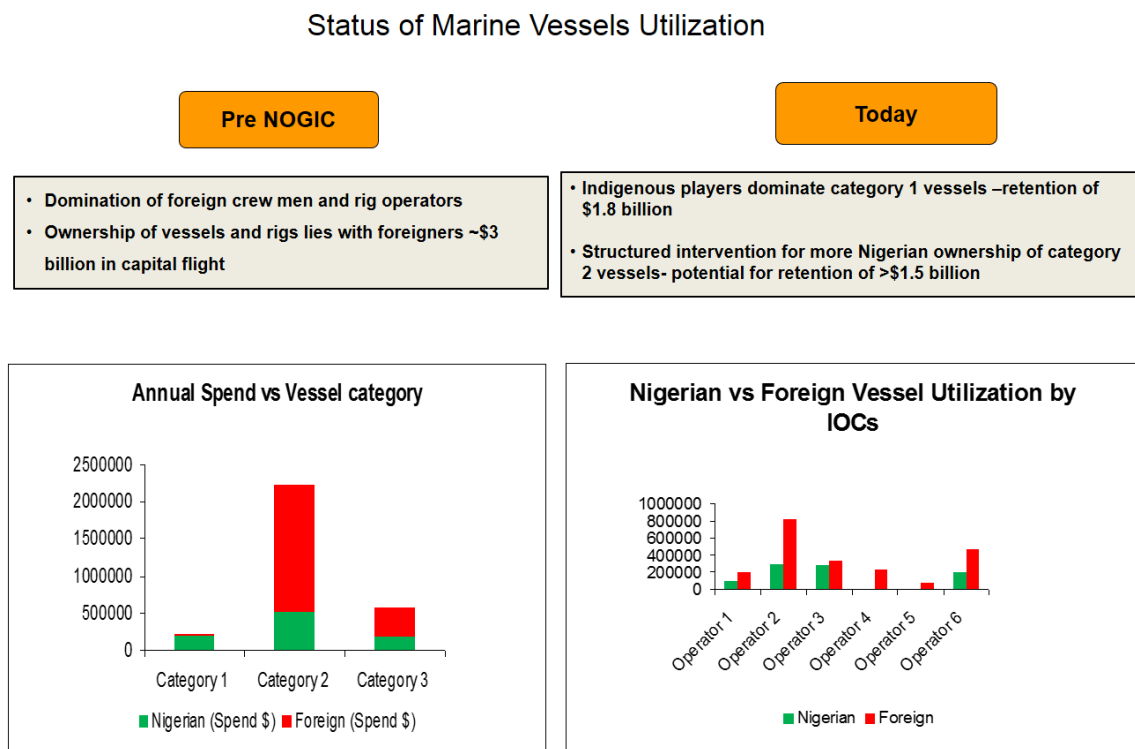 Status of Marine Vessels Utilization
Pre NOGIC
• Domination of foreign crew men and rig operators
• Ownership of vessels and rigs lies with foreigners ~$3
billion in capital flight
Today
• Indigenous players dominate category 1 vessels –retention of
$1.8 billion
• Structured intervention for more Nigerian ownership of category
2 vessels- potential for retention of >$1.5 billion
Annual Spend vs Vessel category
2500000
2000000
1500000
1000000
500000
0
Category 1 Category 2 Category 3
Nigerian (Spend $) Foreign (Spend $)
Nigerian vs Foreign Vessel Utilization by
IOCs
1000000
800000
600000
400000
200000
0
Operator 1 Operator 2 Operator 3 Operator 4 Operator 5 Operator 6
Nigerian Foreign